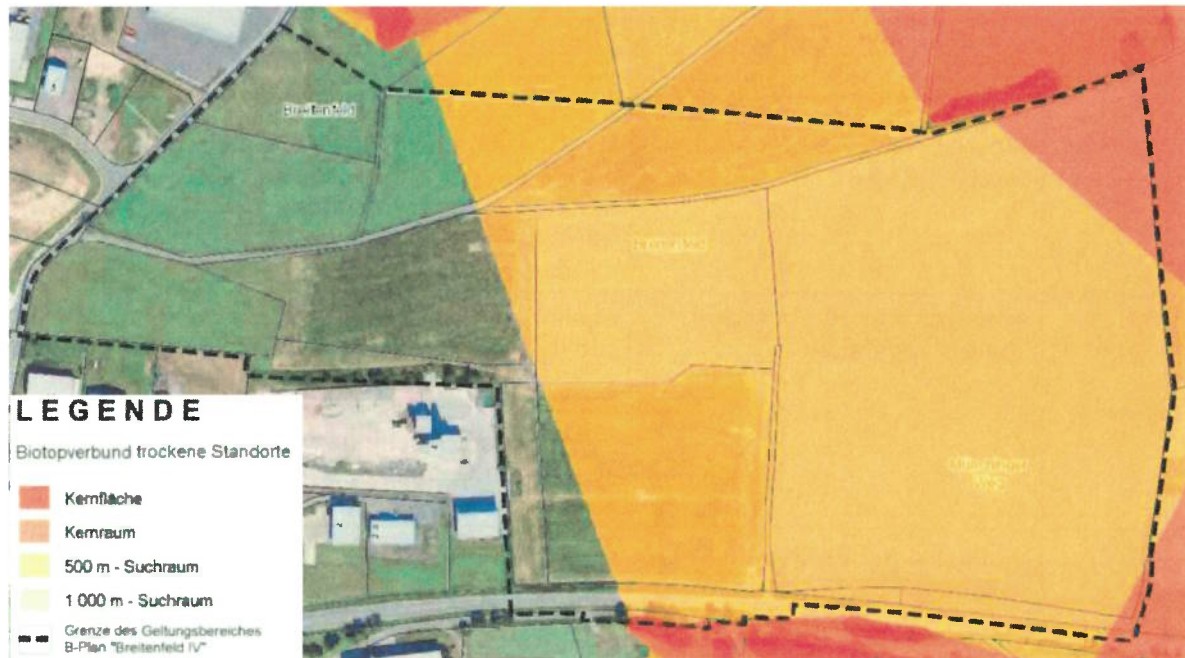 Breitenfeld
LEGENDE
Biotopverbund trockene Standorte
Kernfläche
Kernraum
500 m - Suchraum
1 000 m - Suchraum
Grenze des Geltungsbereiches
B-Plan "Breitenfeld IV"